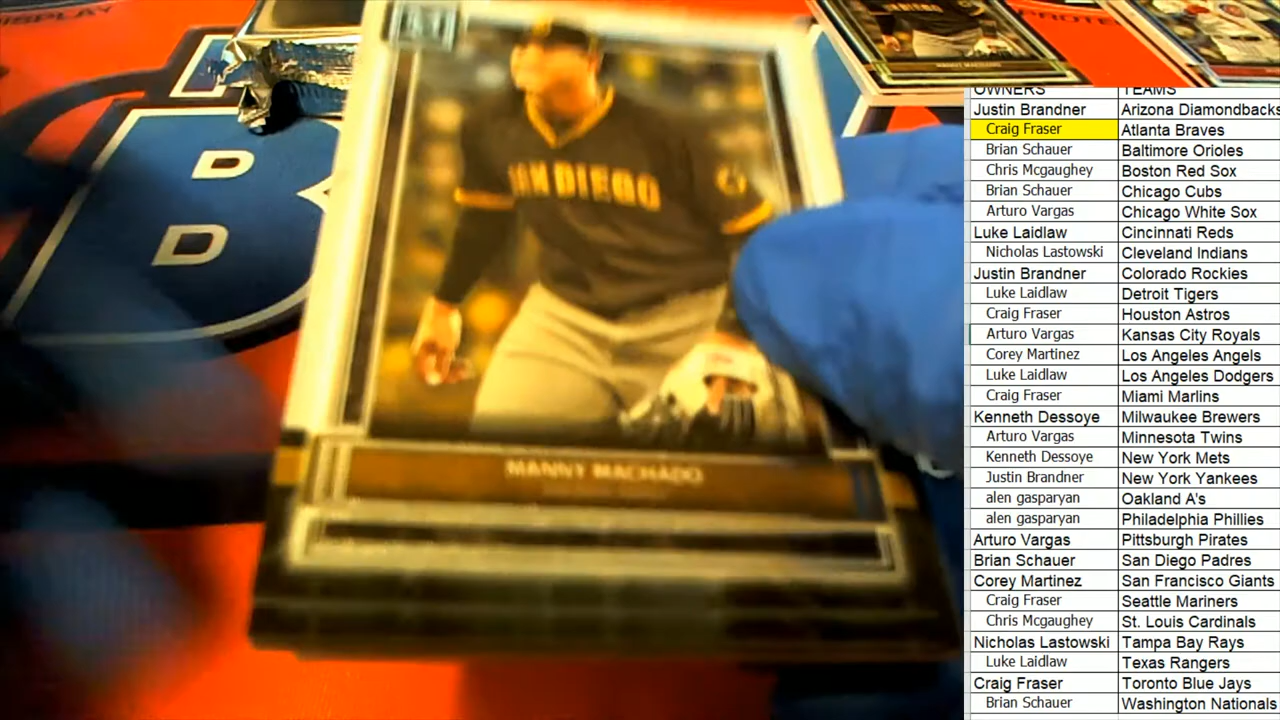 DISPLAY
PROTE
MANNY MACHADO
B
D
D
SAN DIEGO
MANNY MACHADO
OWNERS TEAMS
Justin Brandner Arizona Diamondbacks
Craig Fraser Atlanta Braves
Brian Schauer Baltimore Orioles
Chris Mcgaughey Boston Red Sox
Brian Schauer Chicago Cubs
Arturo Vargas Chicago White Sox
Luke Laidlaw Cincinnati Reds
Nicholas Lastowski Cleveland Indians
Justin Brandner Colorado Rockies
Luke Laidlaw Detroit Tigers
Craig Fraser Houston Astros
Arturo Vargas Kansas City Royals
Corey Martinez Los Angeles Angels
Luke Laidlaw Los Angeles Dodgers
Craig Fraser Miami Marlins
Kenneth Dessoye Milwaukee Brewers
Arturo Vargas Minnesota Twins
Kenneth Dessoye New York Mets
Justin Brandner New York Yankees
alen gasparyan Oakland A's
alen gasparyan Philadelphia Phillies
Arturo Vargas Pittsburgh Pirates
Brian Schauer San Diego Padres
Corey Martinez San Francisco Giants
Craig Fraser Seattle Mariners
Chris Mcgaughey St. Louis Cardinals
Nicholas Lastowski Tampa Bay Rays
Luke Laidlaw Texas Rangers
Craig Fraser Toronto Blue Jays
Brian Schauer Washington Nationals